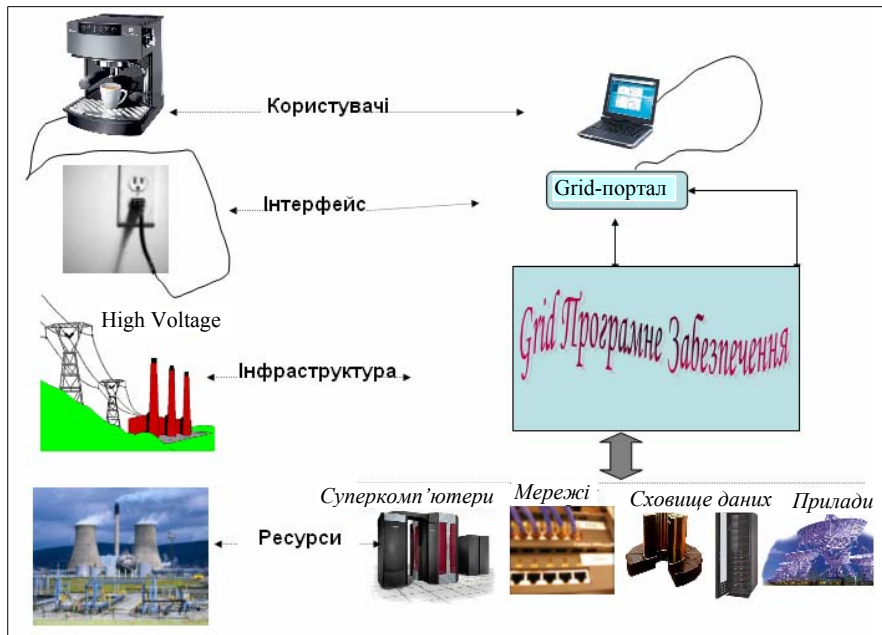 Користувачі
Grid-портал
Інтерфейс
High Voltage
Grid Програмне Забезпечення
Інфраструктура
Суперкомп’ютери
Мережі
Сховище даних
Прилади
Ресурси